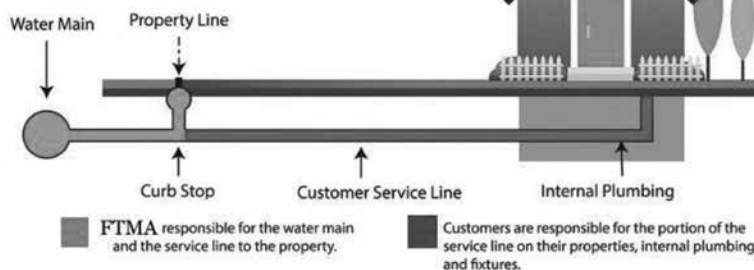 Water Main
Property Line
Curb Stop
Customer Service Line
Internal Plumbing
FTMA responsible for the water main
and the service line to the property.
Customers are responsible for the portion of the
service line on their properties, internal plumbing
and fixtures.